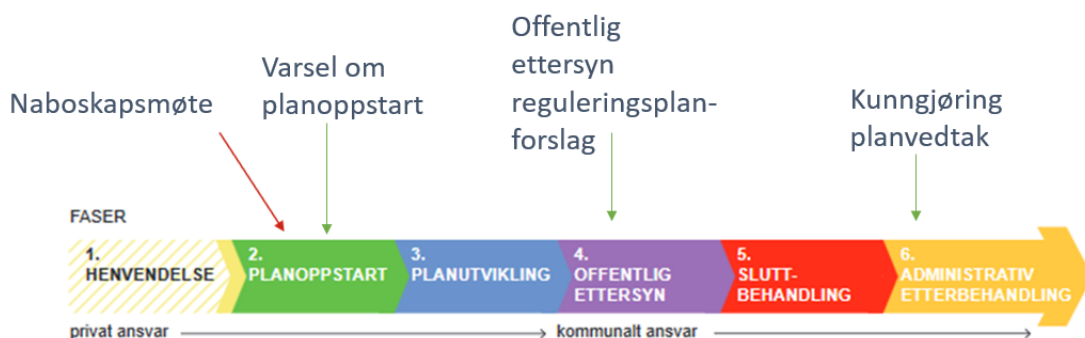 Naboskapsmøte
Varsel om
planoppstart
Offentlig
ettersyn
reguleringsplan-
forslag
Kunngjøring
planvedtak
FASER
1.
HENVENDELSE
2.
PLANOPPSTART
3.
PLANUTVIKLING
4.
OFFENTLIG
ETTERSYN
5.
SLUTT-
BEHANDLING
6.
ADMINISTRATIV
ETTERBEHANDLING
privat ansvar
kommunalt ansvar